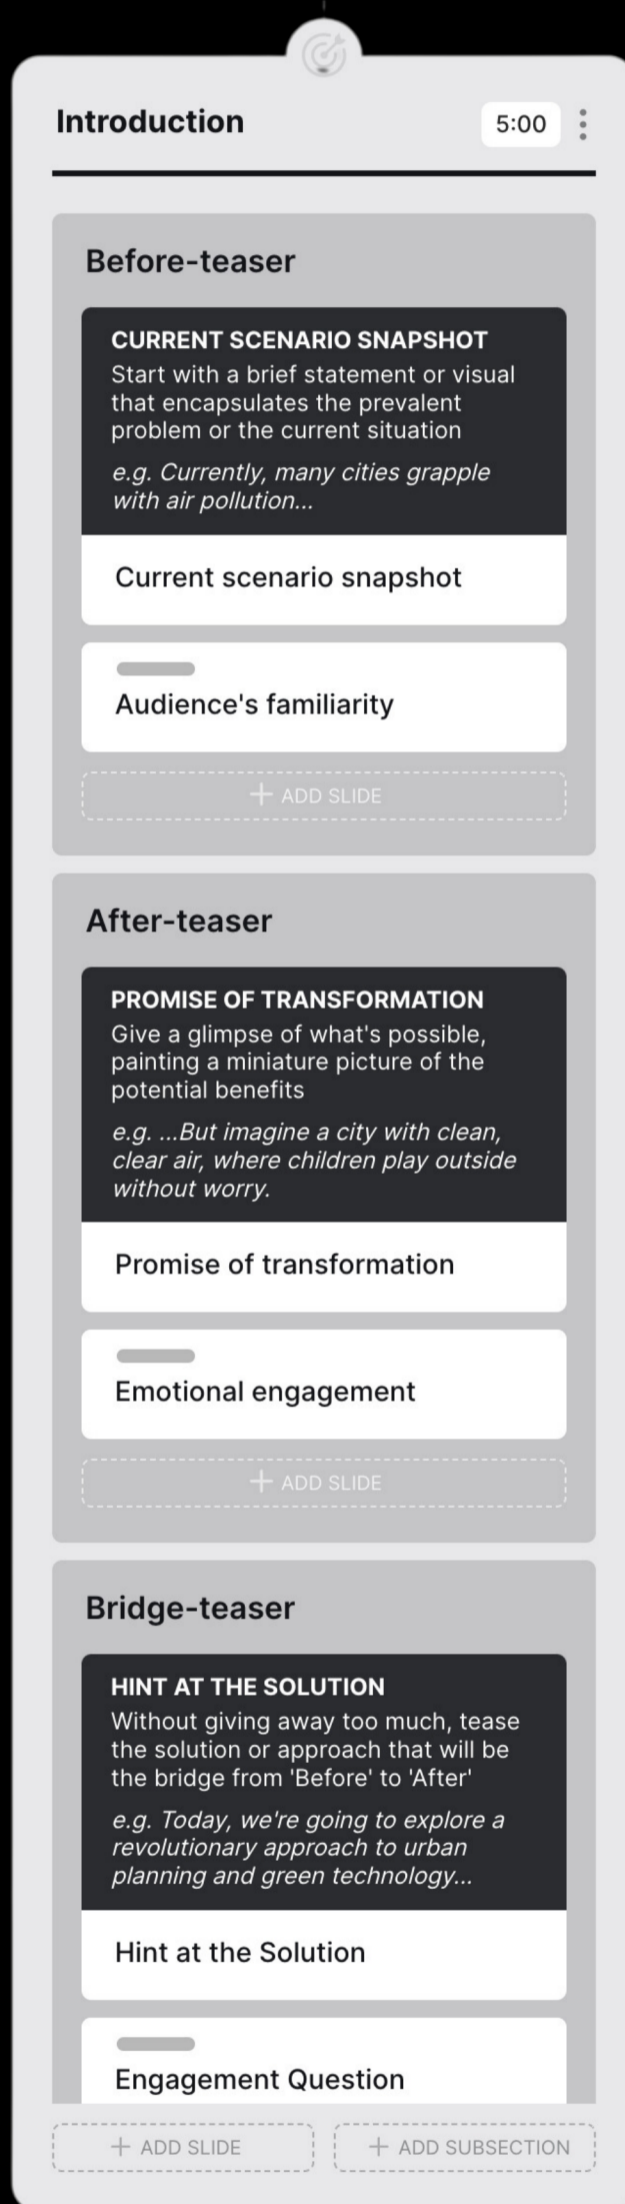 Introduction
5:00
Before-teaser
CURRENT SCENARIO SNAPSHOT
Start with a brief statement or visual
that encapsulates the prevalent
problem or the current situation
e.g. Currently, many cities grapple
with air pollution...
Current scenario snapshot
Audience's familiarity
+ ADD SLIDE
After-teaser
PROMISE OF TRANSFORMATION
Give a glimpse of what's possible,
painting a miniature picture of the
potential benefits
e.g. ...But imagine a city with clean,
clear air, where children play outside
without worry.
Promise of transformation
Emotional engagement
+ ADD SLIDE
Bridge-teaser
HINT AT THE SOLUTION
Without giving away too much, tease
the solution or approach that will be
the bridge from 'Before' to 'After'
e.g. Today, we're going to explore a
revolutionary approach to urban
planning and green technology...
Hint at the Solution
Engagement Question
+ ADD SLIDE
+ ADD SUBSECTION